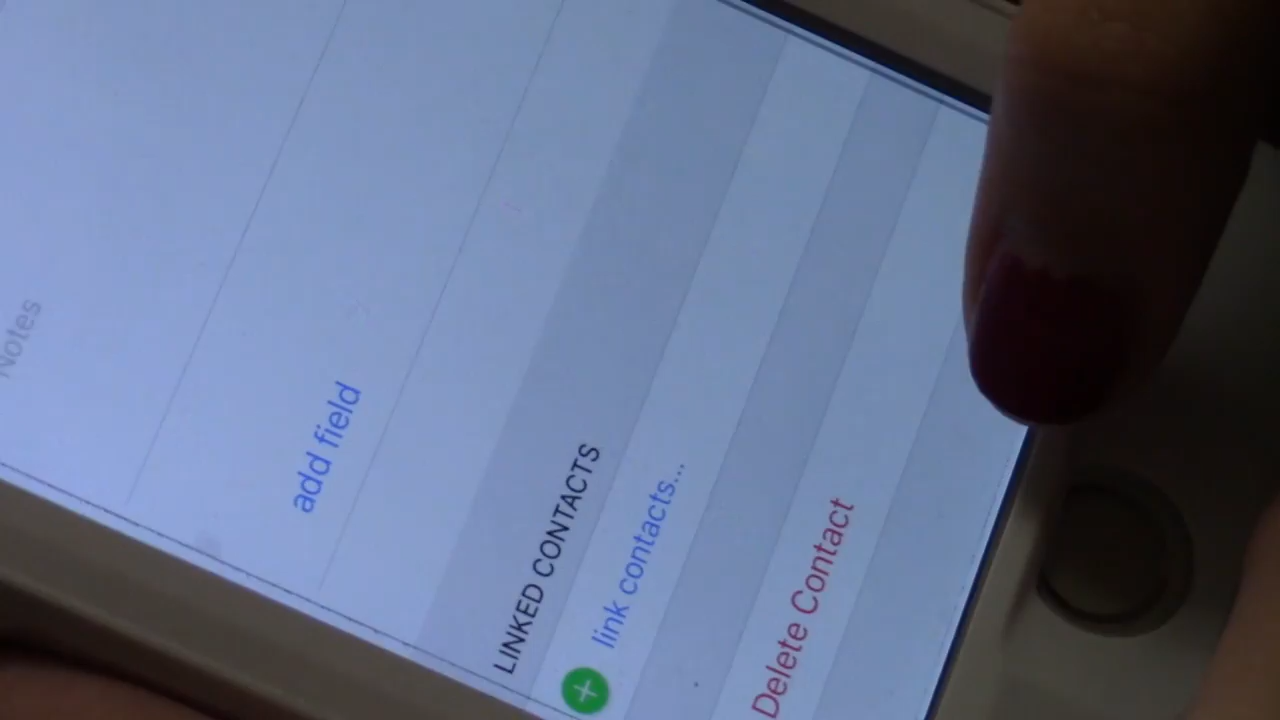 Notes
add field
LINKED CONTACTS
link contacts...
Delete Contact